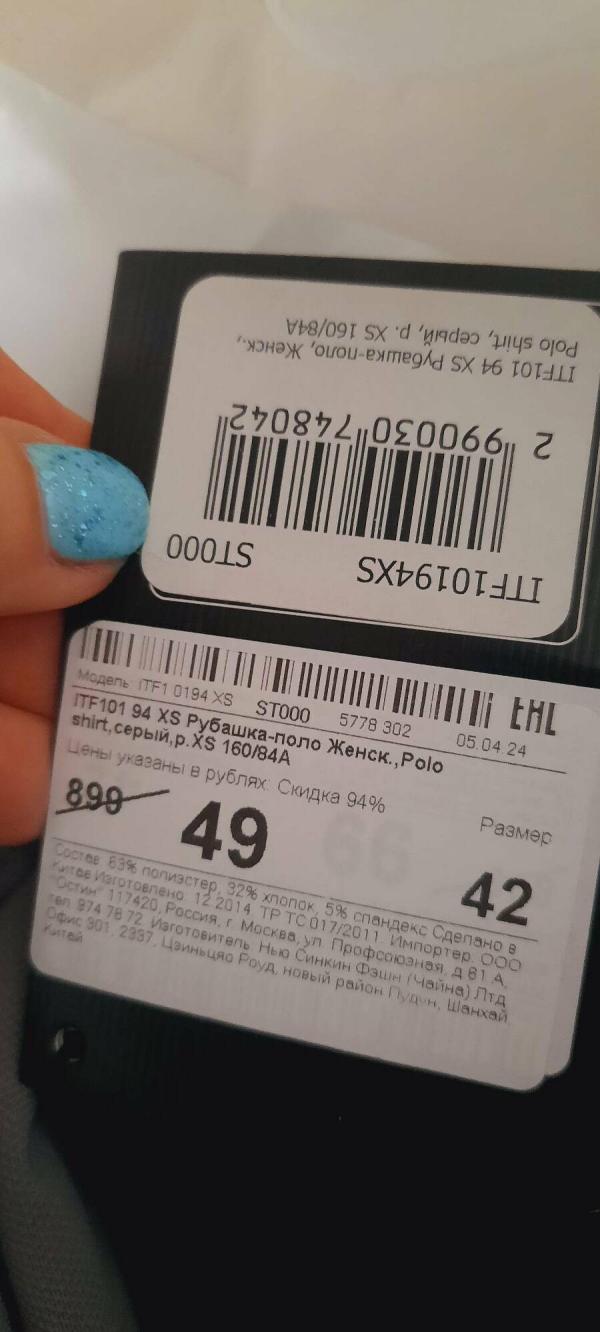 ITF10194XS
ST000
2 990030 748042
ITF101 94 XS Рубашка-поло, Женск.,
Polo shirt, серый, р. XS 160/84A
EAC
Модель: ITF1 0194 XS ST000 5778 302 05.04.24
ITF101 94 XS Рубашка-поло Женск.,Polo
shirt,серый,р.XS 160/84A
Цены указаны в рублях: Скидка 94%
Размер
899 49 42
Состав: 63% полиэстер, 32% хлопок, 5% спандекс Сделано в
Китае Изготовлено: 12.2014. ТР ТС 017/2011. Импортер: ООО
"Остин" 117420, Россия, г. Москва, ул. Профсоюзная, д 61 А,
тел. 974 78 72. Изготовитель: Нью Синкин Фэшн (Чайна) Лтд
Офис 301, 2337, Цзиньцяо Роуд, новый район Пудун, Шанхай,
Китай